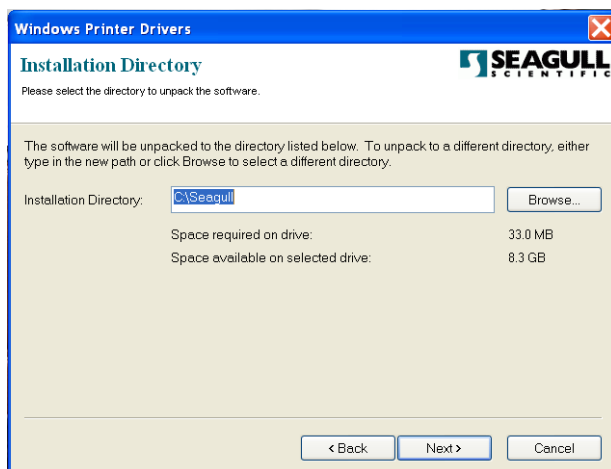 Windows Printer Drivers
Installation Directory
SEAGULL
SCIENTIFIC
Please select the directory to unpack the software.
The software will be unpacked to the directory listed below. To unpack to a different directory, either
type in the new path or click Browse to select a different directory.
Installation Directory: C:\Seagull Browse...
Space required on drive: 33.0 MB
Space available on selected drive: 8.3 GB
< Back Next > Cancel